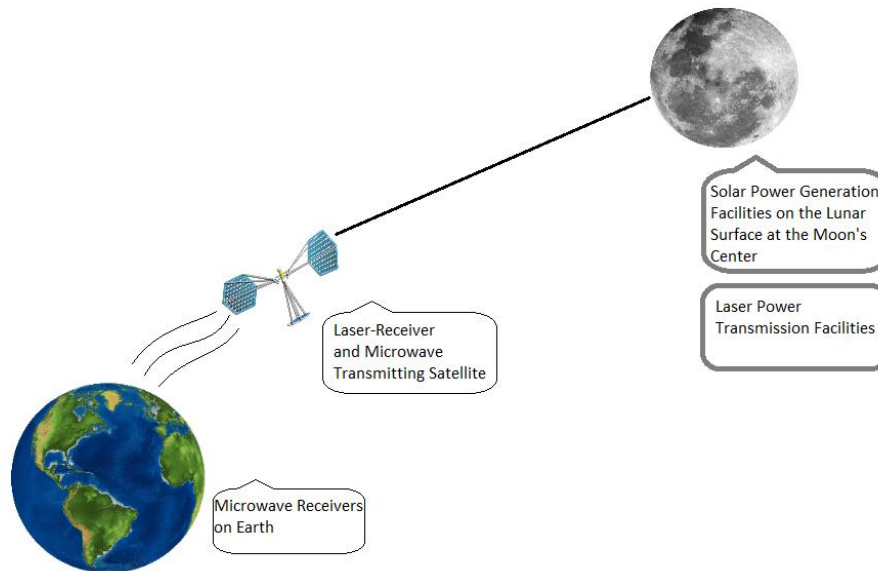 Solar Power Generation
Facilities on the Lunar
Surface at the Moon's
Center
Laser Power
Transmission Facilities
Laser-Receiver
and Microwave
Transmitting Satellite
Microwave Receivers
on Earth